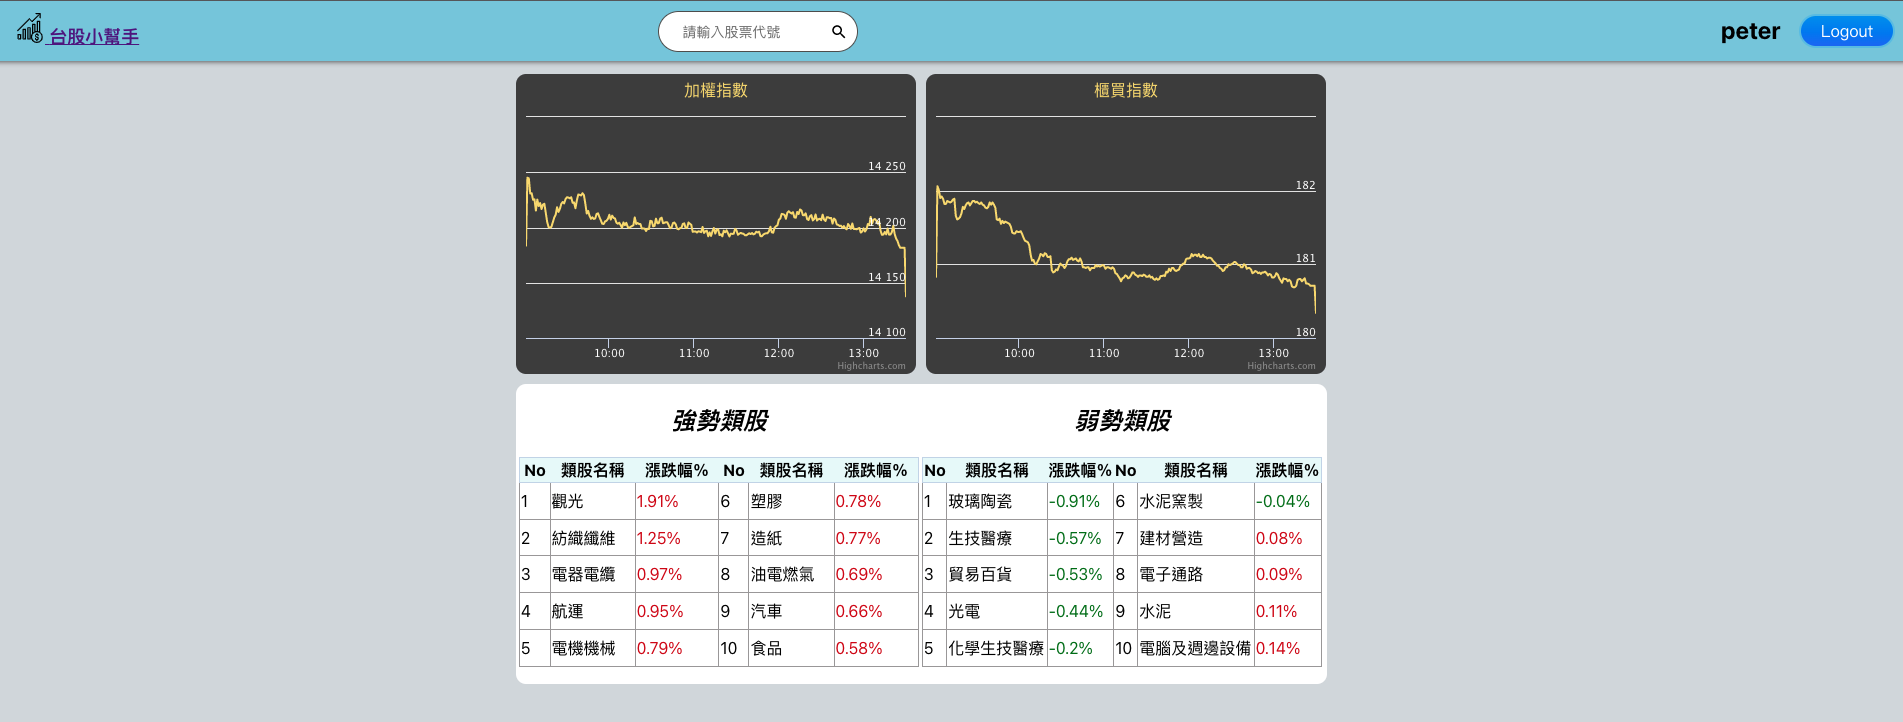 台股小幫手
請輸入股票代號
peter
Logout
加權指數
14 250
14 200
14 150
14 100
10:00 11:00 12:00 13:00
Highcharts.com
櫃買指數
182
181
180
10:00 11:00 12:00 13:00
Highcharts.com
強勢類股
No 類股名稱 漲跌幅% No 類股名稱 漲跌幅%
1 觀光 1.91% 6 塑膠 0.78%
2 紡織纖維 1.25% 7 造紙 0.77%
3 電器電纜 0.97% 8 油電燃氣 0.69%
4 航運 0.95% 9 汽車 0.66%
5 電機機械 0.79% 10 食品 0.58%
弱勢類股
No 類股名稱 漲跌幅% No 類股名稱 漲跌幅%
1 玻璃陶瓷 -0.91% 6 水泥窯製 -0.04%
2 生技醫療 -0.57% 7 建材營造 0.08%
3 貿易百貨 -0.53% 8 電子通路 0.09%
4 光電 -0.44% 9 水泥 0.11%
5 化學生技醫療 -0.2% 10 電腦及週邊設備 0.14%